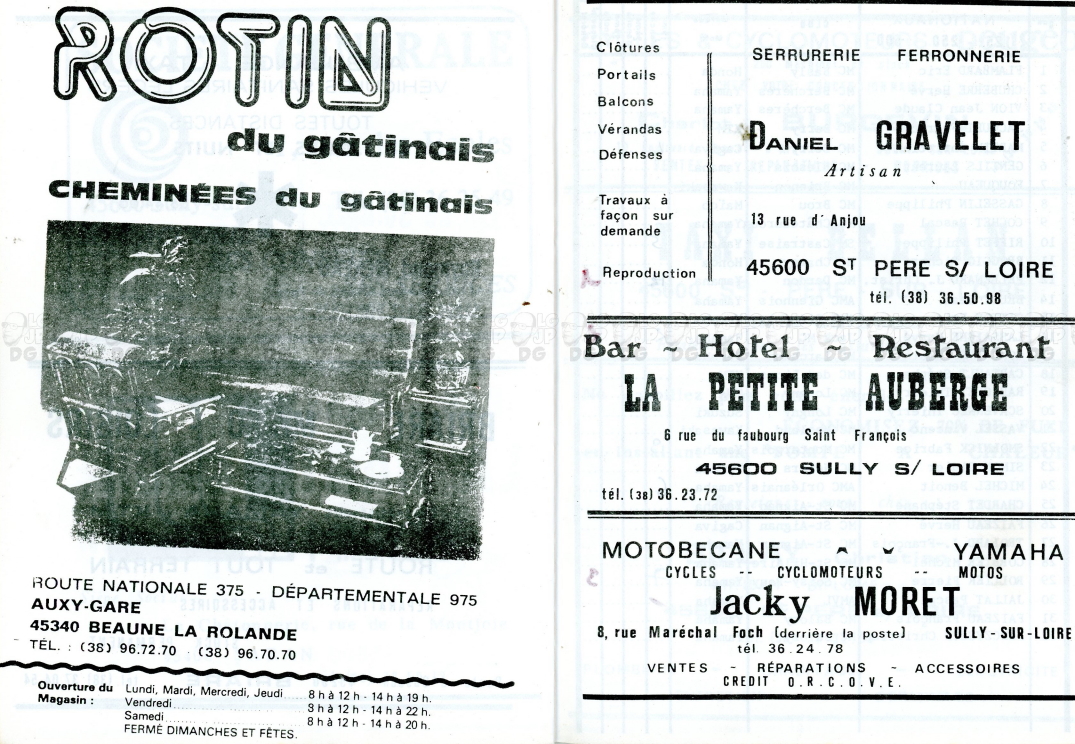 ROTIN
du gâtinais
CHEMINÉES du gâtinais
ROUTE NATIONALE 375 - DÉPARTEMENTALE 975
AUXY-GARE
45340 BEAUNE LA ROLANDE
TÉL. : (38) 96.72.70 - (38) 96.70.70
Ouverture du Magasin :
Lundi, Mardi, Mercredi, Jeudi ..... 8 h à 12 h - 14 h à 19 h.
Vendredi ..... 8 h à 12 h - 14 h à 22 h.
Samedi ..... 8 h à 12 h - 14 h à 20 h.
FERMÉ DIMANCHES ET FÊTES.
Clôtures
Portails
Balcons
Vérandas
Défenses
Travaux à
façon sur
demande
Reproduction
SERRURERIE FERRONNERIE
DANIEL GRAVELET
Artisan
13 rue d'Anjou
45600 ST PERE S/ LOIRE
tél. (38) 36.50.98
Bar ~ Hotel ~ Restaurant
LA PETITE AUBERGE
6 rue du faubourg Saint François
45600 SULLY S/ LOIRE
tél. (38) 36.23.72
MOTOBECANE YAMAHA
CYCLES -- CYCLOMOTEURS -- MOTOS
Jacky MORET
8, rue Maréchal Foch (derrière la poste) SULLY-SUR-LOIRE
tél. 36.24.78
VENTES - RÉPARATIONS - ACCESSOIRES
CREDIT O.R.C.O.V.E.